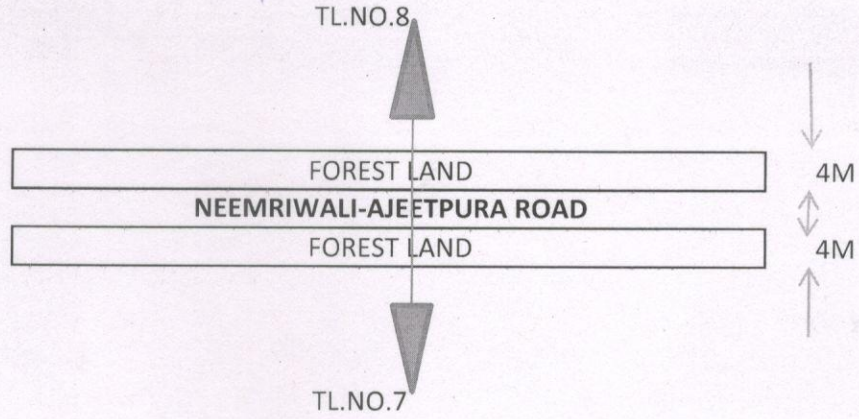 TL.NO.8
FOREST LAND
4M
NEEMRIWALI-AJEETPURA ROAD
FOREST LAND
4M
TL.NO.7